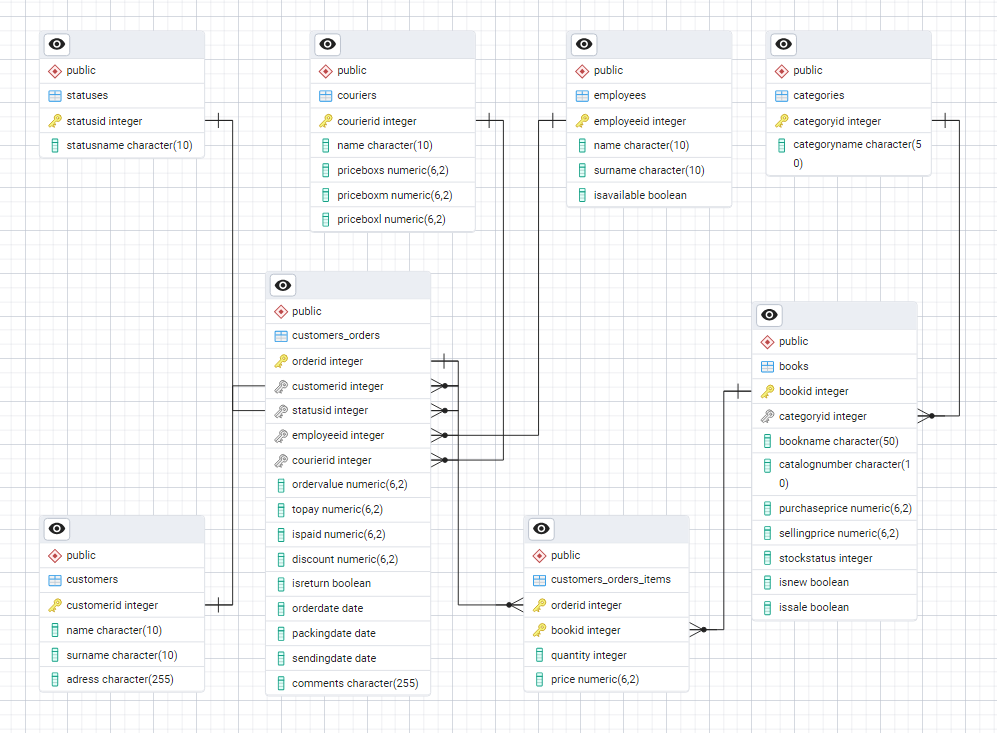 public
statuses
statusid integer
statusname character(10)
public
couriers
courierid integer
name character(10)
priceboxs numeric(6,2)
priceboxm numeric(6,2)
priceboxl numeric(6,2)
public
employees
employeeid integer
name character(10)
surname character(10)
isavailable boolean
public
categories
categoryid integer
categoryname character(5
0)
public
customers_orders
orderid integer
customerid integer
statusid integer
employeeid integer
courierid integer
ordervalue numeric(6,2)
topay numeric(6,2)
ispaid numeric(6,2)
discount numeric(6,2)
isreturn boolean
orderdate date
packingdate date
sendingdate date
comments character(255)
public
books
bookid integer
categoryid integer
bookname character(50)
catalognumber character(1
0)
purchaseprice numeric(6,2)
sellingprice numeric(6,2)
stockstatus integer
isnew boolean
issale boolean
public
customers
customerid integer
name character(10)
surname character(10)
adress character(255)
public
customers_orders_items
orderid integer
bookid integer
quantity integer
price numeric(6,2)